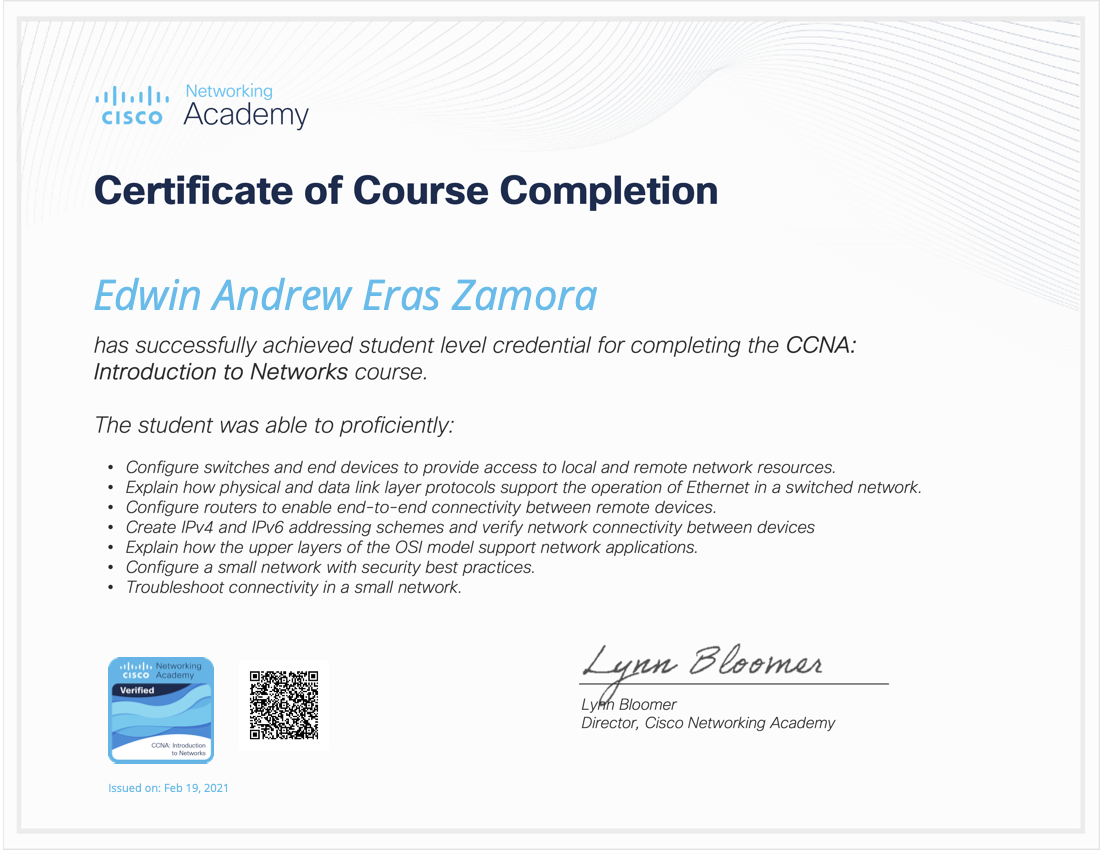 Networking
CISCO Academy
Certificate of Course Completion
Edwin Andrew Eras Zamora
has successfully achieved student level credential for completing the CCNA:
Introduction to Networks course.
The student was able to proficiently:
• Configure switches and end devices to provide access to local and remote network resources.
• Explain how physical and data link layer protocols support the operation of Ethernet in a switched network.
• Configure routers to enable end-to-end connectivity between remote devices.
• Create IPv4 and IPv6 addressing schemes and verify network connectivity between devices
• Explain how the upper layers of the OSI model support network applications.
• Configure a small network with security best practices.
• Troubleshoot connectivity in a small network.
Networking
CISCO Academy
Verified
CCNA: Introduction
to Networks
Lynn Bloomer
Lynn Bloomer
Director, Cisco Networking Academy
Issued on: Feb 19, 2021